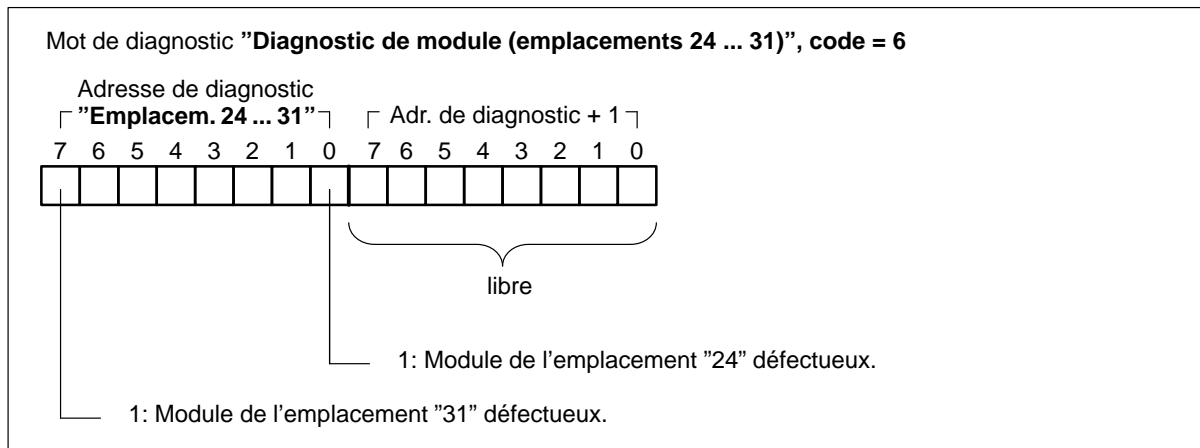 Mot de diagnostic ”Diagnostic de module (emplacements 24 ... 31)”, code = 6
Adresse de diagnostic
”Emplacem. 24 ... 31” Adr. de diagnostic + 1
7 6 5 4 3 2 1 0 7 6 5 4 3 2 1 0
libre
1: Module de l’emplacement ”24” défectueux.
1: Module de l’emplacement ”31” défectueux.